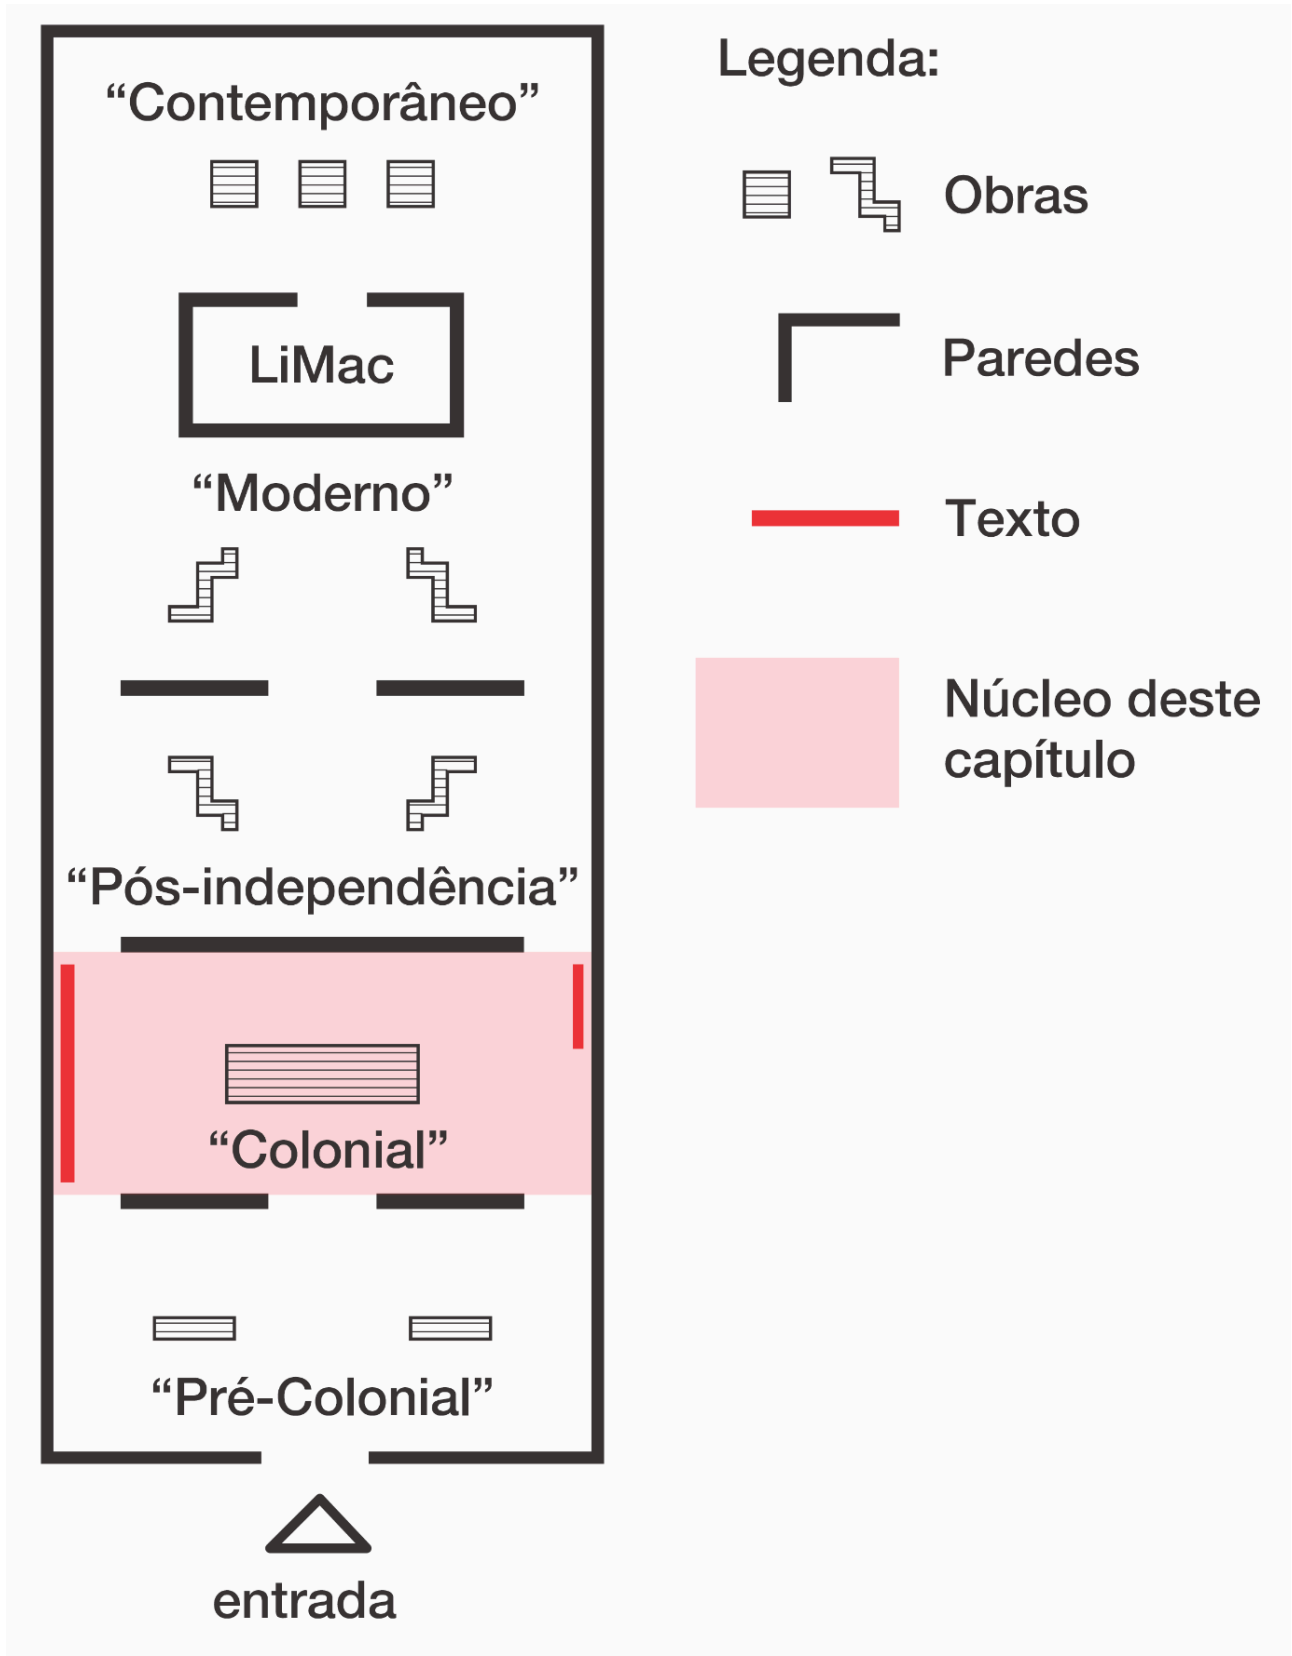 “Contemporâneo”
LiMac
“Moderno”
“Pós-independência”
“Colonial”
“Pré-Colonial”
entrada
Legenda:
Obras
Paredes
Texto
Núcleo deste
capítulo